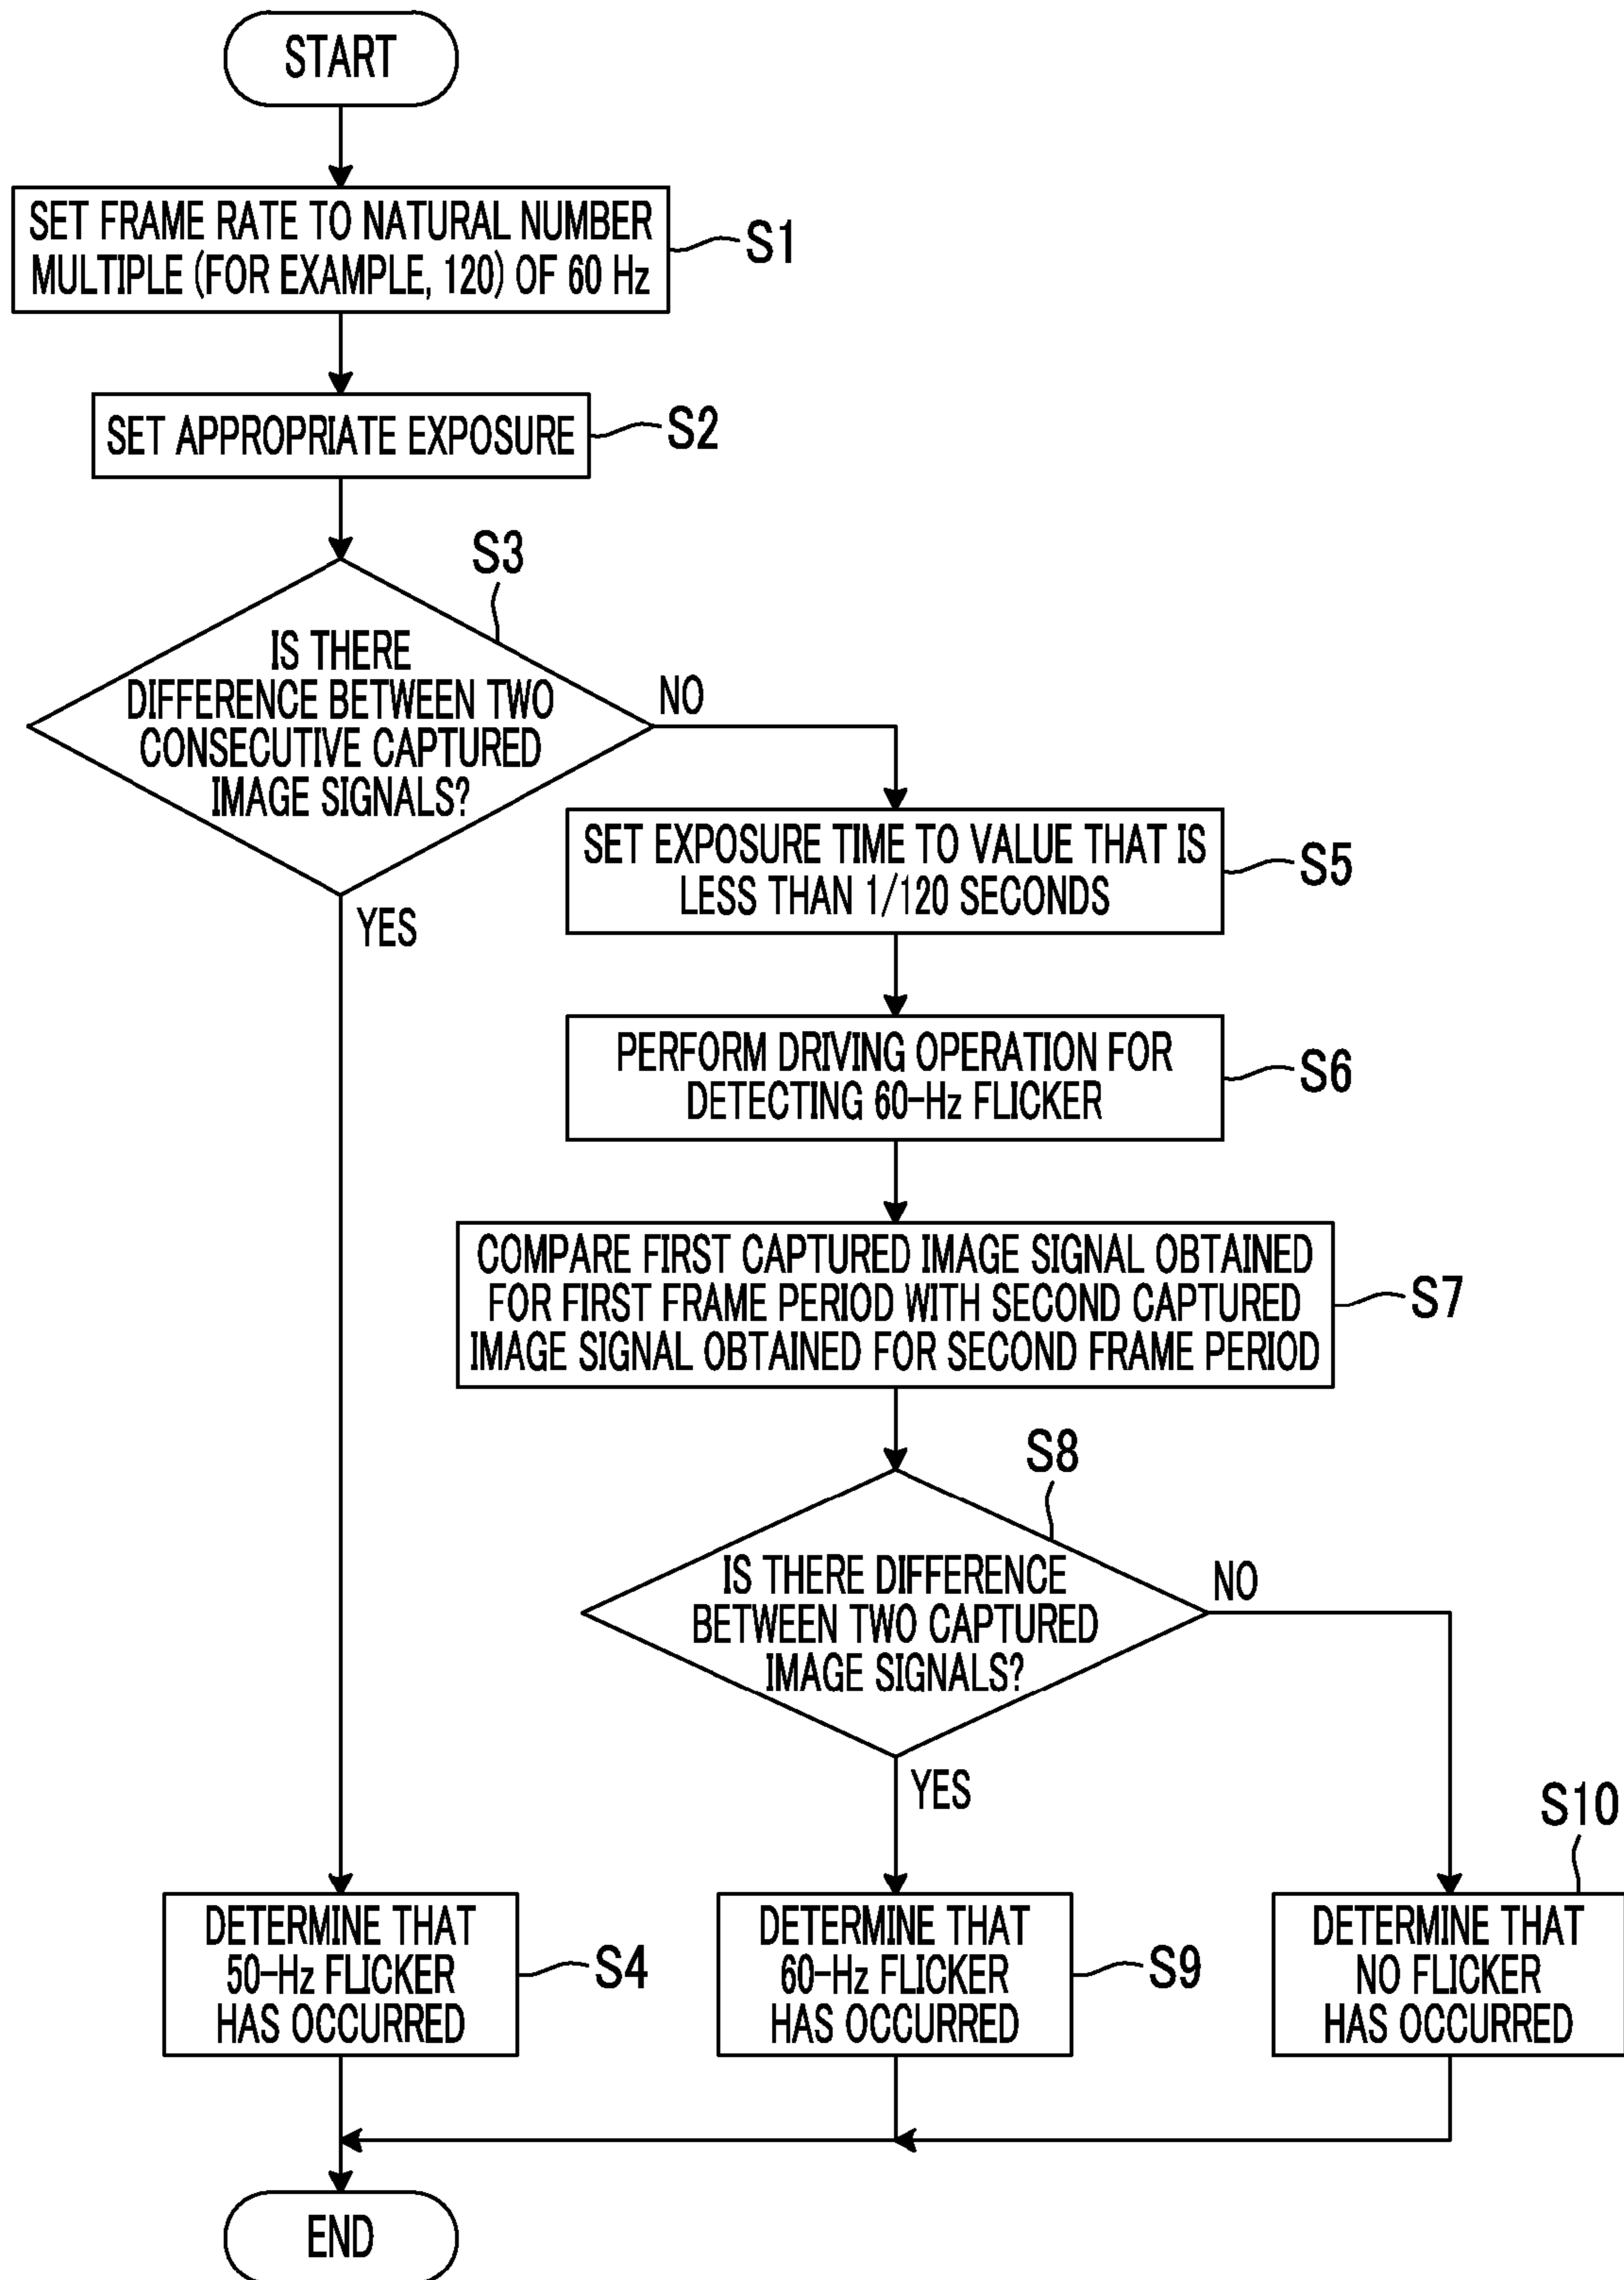 START
SET FRAME RATE TO NATURAL NUMBER
MULTIPLE (FOR EXAMPLE, 120) OF 60 Hz
S1
SET APPROPRIATE EXPOSURE
S2
S3
IS THERE
DIFFERENCE BETWEEN TWO
CONSECUTIVE CAPTURED
IMAGE SIGNALS?
NO
YES
SET EXPOSURE TIME TO VALUE THAT IS
LESS THAN 1/120 SECONDS
S5
PERFORM DRIVING OPERATION FOR
DETECTING 60-Hz FLICKER
S6
COMPARE FIRST CAPTURED IMAGE SIGNAL OBTAINED
FOR FIRST FRAME PERIOD WITH SECOND CAPTURED
IMAGE SIGNAL OBTAINED FOR SECOND FRAME PERIOD
S7
S8
IS THERE DIFFERENCE
BETWEEN TWO CAPTURED
IMAGE SIGNALS?
NO
YES
S10
DETERMINE THAT
50-Hz FLICKER
HAS OCCURRED
S4
DETERMINE THAT
60-Hz FLICKER
HAS OCCURRED
S9
DETERMINE THAT
NO FLICKER
HAS OCCURRED
END